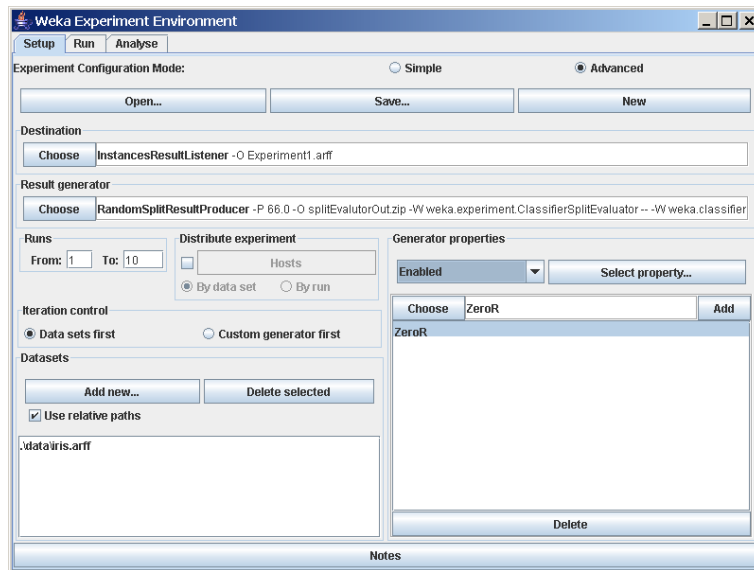 Weka Experiment Environment
Setup Run Analyse
Experiment Configuration Mode: Simple Advanced
Open... Save... New
Destination
Choose InstancesResultListener -O Experiment1.arff
Result generator
Choose RandomSplitResultProducer -P 66.0 -O splitEvalutorOut.zip -W weka.experiment.ClassifierSplitEvaluator -- -W weka.classifier
Runs
From: 1 To: 10
Distribute experiment
Hosts
By data set By run
Generator properties
Enabled Select property...
Choose ZeroR Add
ZeroR
Iteration control
Data sets first Custom generator first
Datasets
Add new... Delete selected
Use relative paths
.\data\iris.arff
Delete
Notes